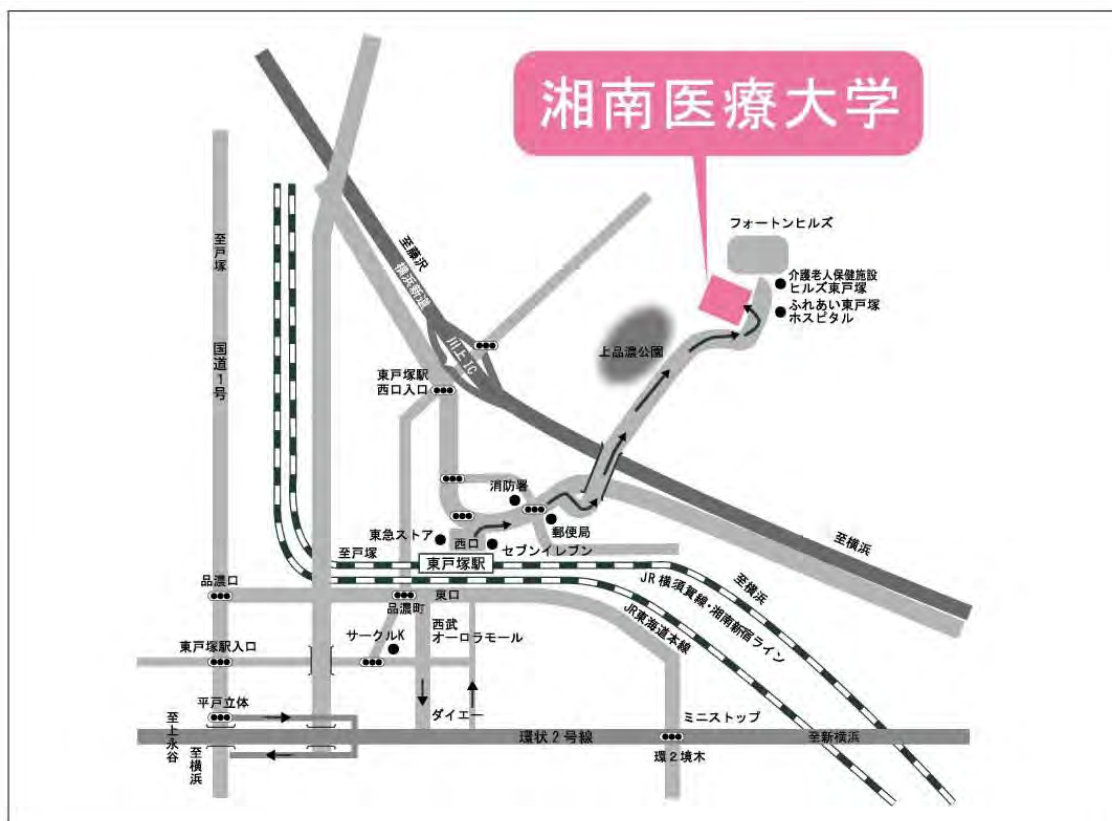 湘南医療大学
フォートンヒルズ
介護老人保健施設
ヒルズ東戸塚
ふれあい東戸塚
ホスピタル
至戸塚
国道1号
至藤沢
横浜新道
川上IC
上品濃公園
東戸塚駅
西口入口
消防署
郵便局
東急ストア
西口
セブンイレブン
至戸塚
東戸塚駅
至横浜
至横浜
JR横須賀線・湘南新宿ライン
JR東海道本線
品濃口
品濃町
東口
サークルK
西武
オーロラモール
東戸塚駅入口
平戸立体
ダイエー
ミニストップ
至上永谷
至横浜
環状2号線
環2境木
至新横浜